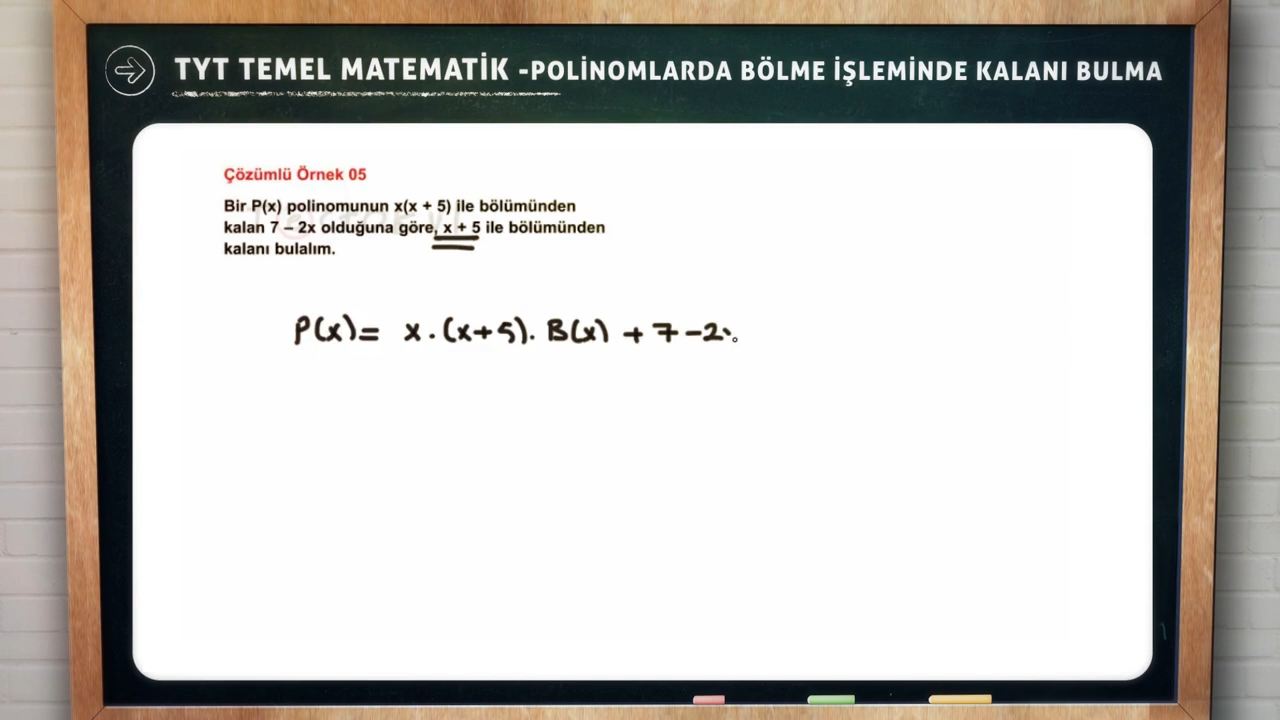 TYT TEMEL MATEMATİK -POLİNOMLARDA BÖLME İŞLEMİNDE KALANI BULMA
Çözümlü Örnek 05
Bir P(x) polinomunun x(x + 5) ile bölümünden
kalan 7 – 2x olduğuna göre, x + 5 ile bölümünden
kalanı bulalım.
P(x)= x.(x+5). B(x) + 7-2